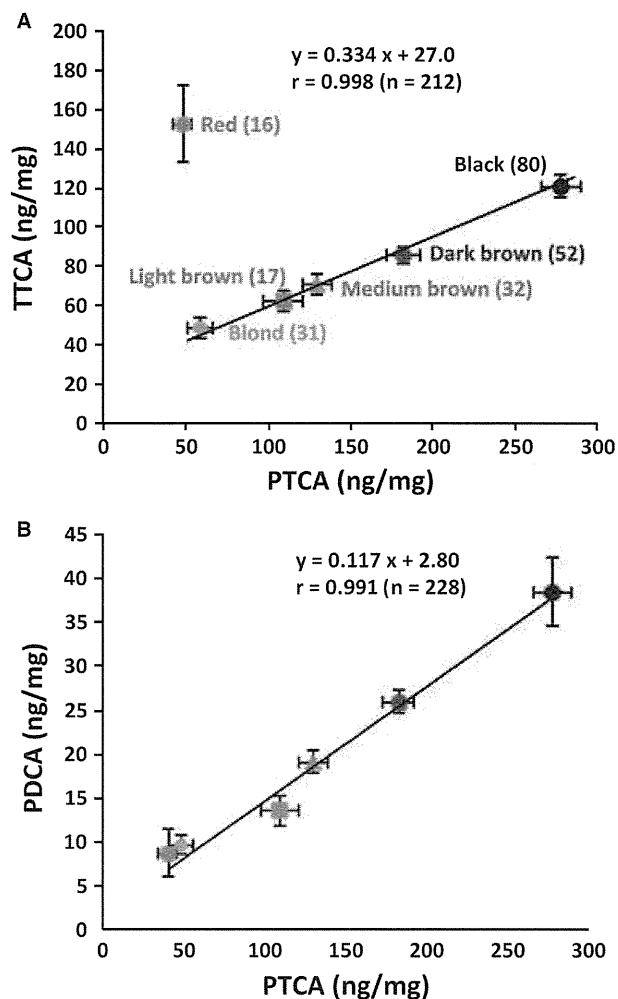 A
200
180
160
140
120
100
80
60
40
20
0
TTCA (ng/mg)
y = 0.334 x + 27.0
r = 0.998 (n = 212)
Red (16)
Black (80)
Dark brown (52)
Light brown (17)
Medium brown (32)
Blond (31)
0 50 100 150 200 250 300
PTCA (ng/mg)
B
45
40
35
30
25
20
15
10
5
0
PDCA (ng/mg)
y = 0.117 x + 2.80
r = 0.991 (n = 228)
0 50 100 150 200 250 300
PTCA (ng/mg)